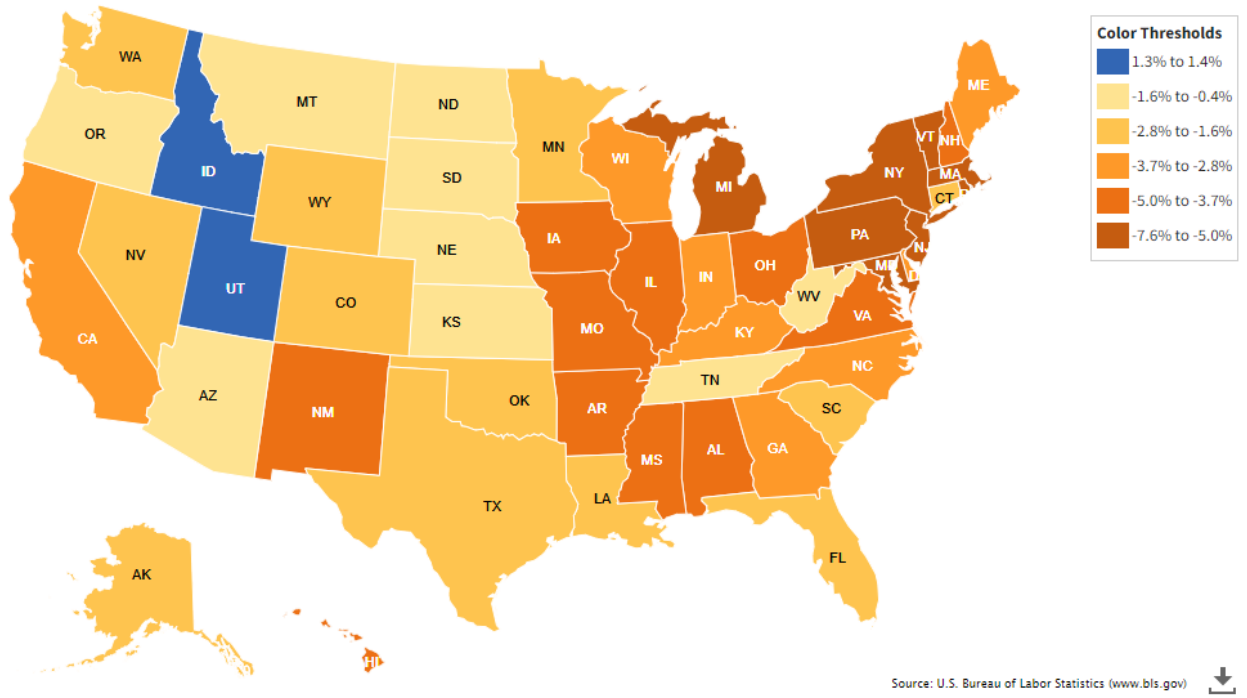 Color Thresholds
1.3% to 1.4%
-1.6% to -0.4%
-2.8% to -1.6%
-3.7% to -2.8%
-5.0% to -3.7%
-7.6% to -5.0%
WA
MT
ND
MN
OR
ID
WY
SD
WI
MI
NY
VT
NH
ME
MA
CT
NV
UT
CO
NE
IA
IL
IN
OH
PA
CA
AZ
NM
KS
MO
KY
WV
VA
OK
AR
TN
NC
SC
TX
LA
MS
AL
GA
FL
AK
HI
Source: U.S. Bureau of Labor Statistics (www.bls.gov)